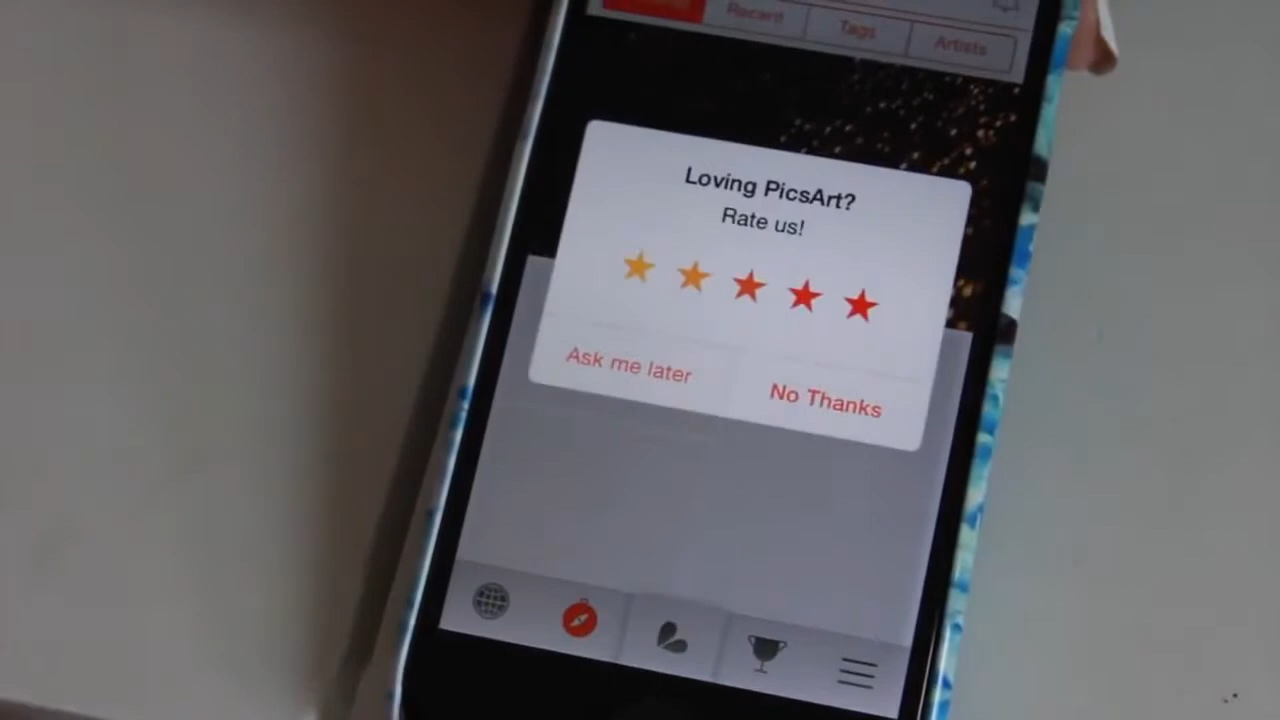 Recent
Tags
Artists
Loving PicsArt?
Rate us!
Ask me later
No Thanks